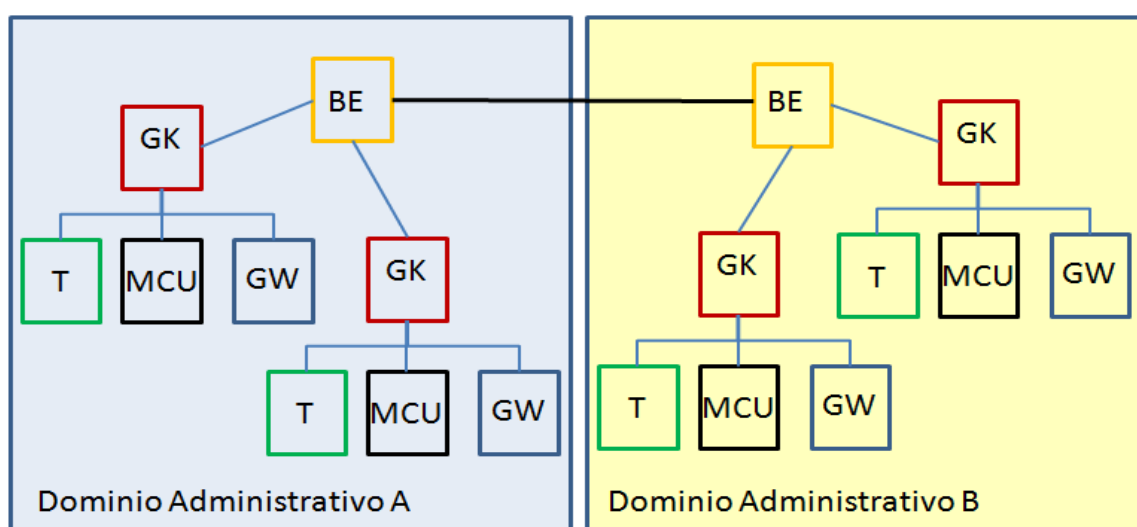 BE
GK
T
MCU
GW
GK
T
MCU
GW
Dominio Administrativo A
BE
GK
T
MCU
GW
GK
T
MCU
GW
Dominio Administrativo B